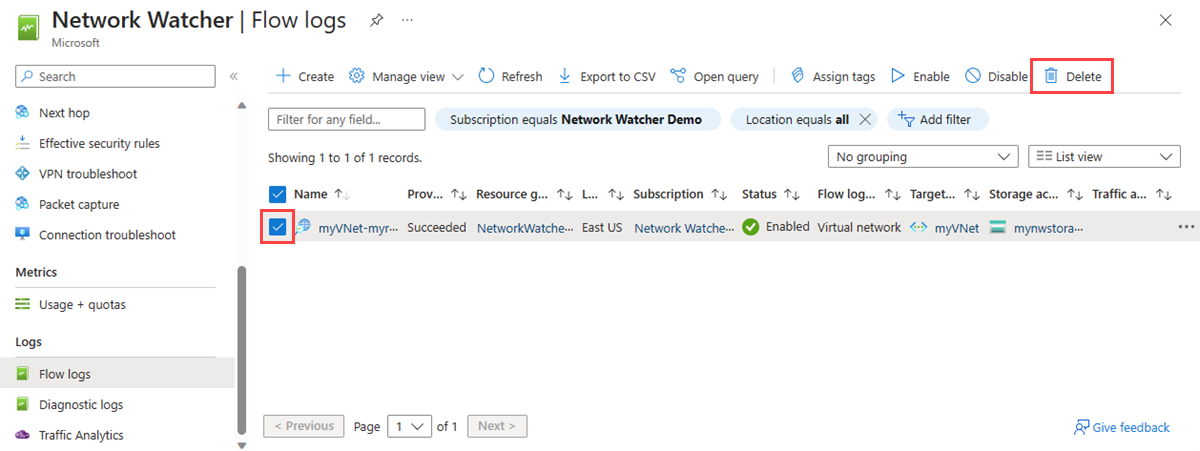 Network Watcher | Flow logs
Microsoft
Search
Next hop
Effective security rules
VPN troubleshoot
Packet capture
Connection troubleshoot
Metrics
Usage + quotas
Logs
Flow logs
Diagnostic logs
Traffic Analytics
Create Manage view Refresh Export to CSV Open query Assign tags Enable Disable Delete
Filter for any field... Subscription equals Network Watcher Demo Location equals all Add filter
Showing 1 to 1 of 1 records. No grouping List view
Name Prov... Resource g... L... Subscription Status Flow log... Target... Storage ac... Traffic a...
myVNet-myr... Succeeded NetworkWatche... East US Network Watche... Enabled Virtual network myVNet mynwstora...
< Previous Page 1 of 1 Next >
Give feedback